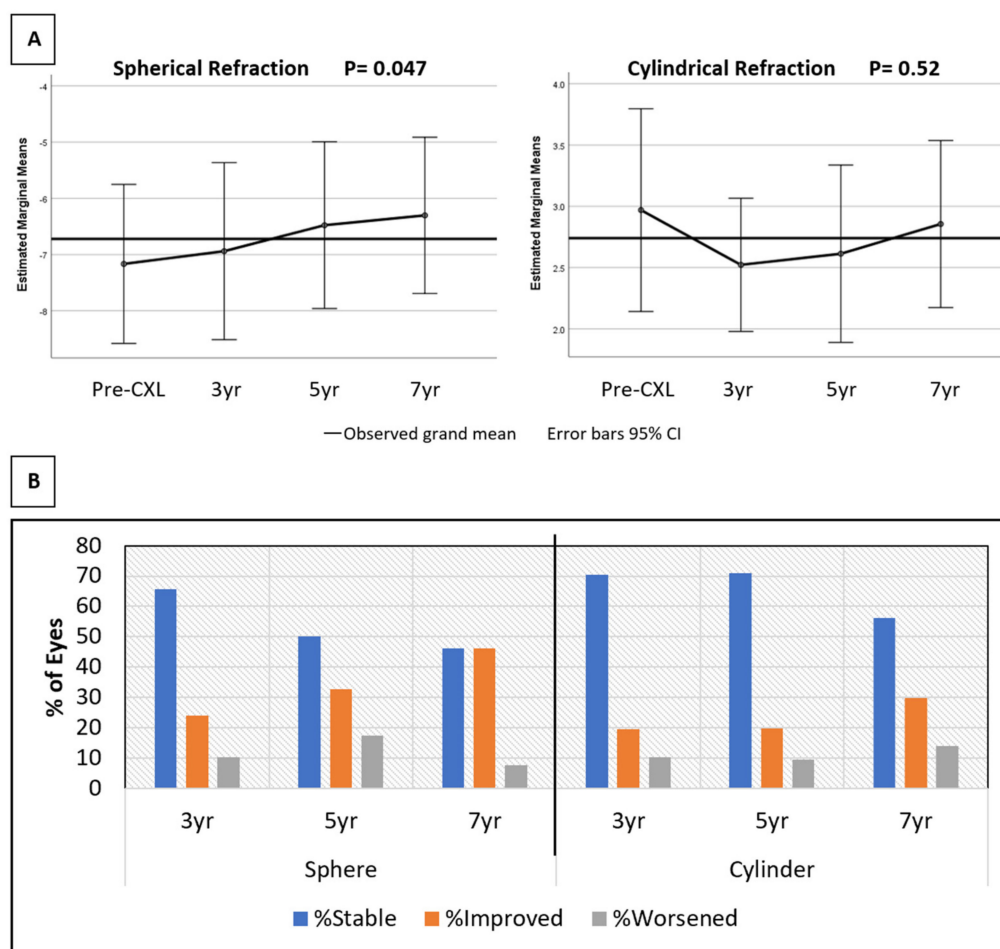 A
Spherical Refraction P= 0.047
Estimated Marginal Means
-4
-5
-6
-7
-8
Pre-CXL 3yr 5yr 7yr
Cylindrical Refraction P= 0.52
Estimated Marginal Means
4.0
3.5
3.0
2.5
2.0
Pre-CXL 3yr 5yr 7yr
Observed grand mean Error bars 95% CI
B
% of Eyes
80
70
60
50
40
30
20
10
0
3yr 5yr 7yr 3yr 5yr 7yr
Sphere Cylinder
%Stable %Improved %Worsened